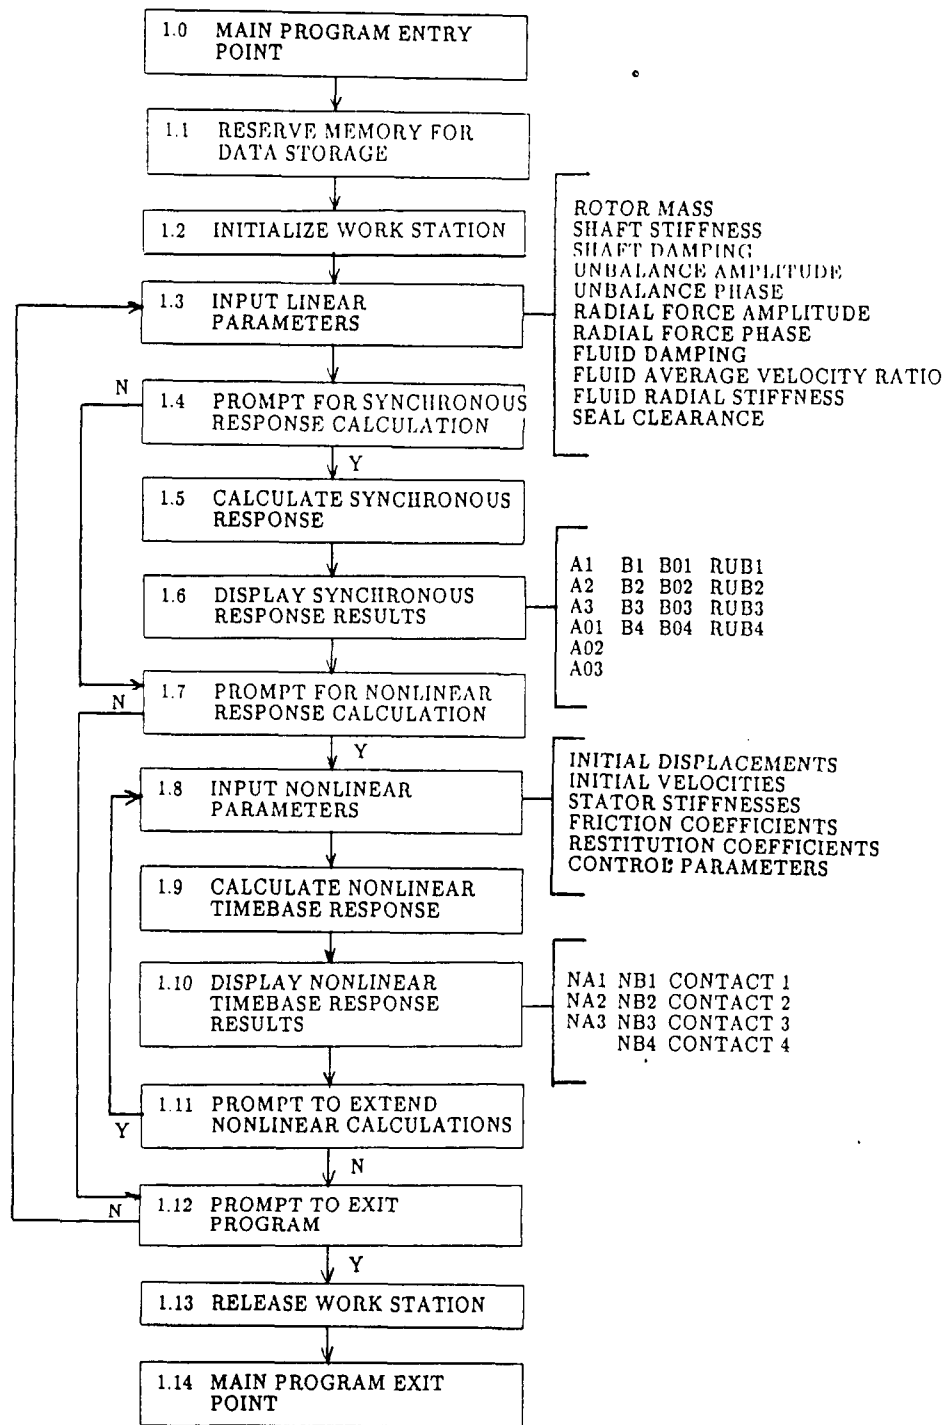 1.0 MAIN PROGRAM ENTRY
POINT
1.1 RESERVE MEMORY FOR
DATA STORAGE
1.2 INITIALIZE WORK STATION
1.3 INPUT LINEAR
PARAMETERS
ROTOR MASS
SHAFT STIFFNESS
SHAFT DAMPING
UNBALANCE AMPLITUDE
UNBALANCE PHASE
RADIAL FORCE AMPLITUDE
RADIAL FORCE PHASE
FLUID DAMPING
FLUID AVERAGE VELOCITY RATIO
FLUID RADIAL STIFFNESS
SEAL CLEARANCE
N
1.4 PROMPT FOR SYNCHRONOUS
RESPONSE CALCULATION
Y
1.5 CALCULATE SYNCHRONOUS
RESPONSE
1.6 DISPLAY SYNCHRONOUS
RESPONSE RESULTS
A1 B1 B01 RUB1
A2 B2 B02 RUB2
A3 B3 B03 RUB3
A01 B4 B04 RUB4
A02
A03
N
1.7 PROMPT FOR NONLINEAR
RESPONSE CALCULATION
Y
1.8 INPUT NONLINEAR
PARAMETERS
INITIAL DISPLACEMENTS
INITIAL VELOCITIES
STATOR STIFFNESSES
FRICTION COEFFICIENTS
RESTITUTION COEFFICIENTS
CONTROL PARAMETERS
1.9 CALCULATE NONLINEAR
TIMEBASE RESPONSE
1.10 DISPLAY NONLINEAR
TIMEBASE RESPONSE
RESULTS
NA1 NB1 CONTACT 1
NA2 NB2 CONTACT 2
NA3 NB3 CONTACT 3
NB4 CONTACT 4
1.11 PROMPT TO EXTEND
NONLINEAR CALCULATIONS
Y
N
1.12 PROMPT TO EXIT
PROGRAM
N
Y
1.13 RELEASE WORK STATION
1.14 MAIN PROGRAM EXIT
POINT